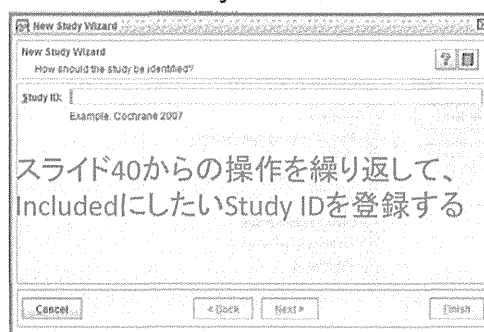 New Study Wizard
New Study Wizard
How should the study be identified?
Study ID:
Example: Cochrane 2007
スライド40からの操作を繰り返して、
IncludedにしたいStudy IDを登録する
Cancel
< Back
Next >
Finish